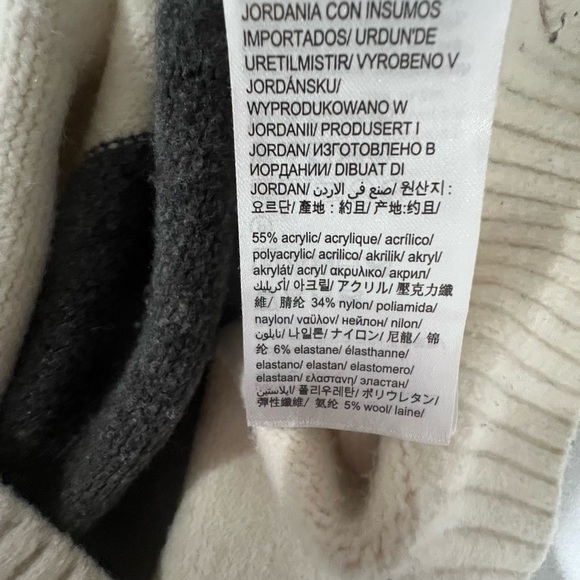 JORDANIA CON INSUMOS
IMPORTADOS/ URDUN'DE
URETILMISTIR/ VYROBENO V
JORDÁNSKU/
WYPRODUKOWANO W
JORDANII/ PRODUSERT I
JORDAN/ ИЗГОТОВЛЕНО В
ИОРДАНИИ/ DIBUAT DI
JORDAN/ صنع في الاردن/ 원산지 :
요르단/ 產地 : 約旦/ 产地:约旦/
55% acrylic/ acrylique/ acrílico/
polyacrylic/ acrilico/ akrilik/ akryl/
akrylát/ acryl/ ακρυλικο/ акрил/
أكريليك/ 아크릴/ アクリル/ 壓克力纖
維/ 腈纶 34% nylon/ poliamida/
naylon/ ναϋλον/ нейлон/ nilon/
نايلون/ 나일론/ ナイロン/ 尼龍/ 锦
纶 6% elastane/ élasthanne/
elastano/ elastan/ elastomero/
elastaan/ ελαστανη/ эластан/
ايلاستين/ 폴리우레탄/ ポリウレタン/
彈性纖維/ 氨纶 5% wool/ laine/